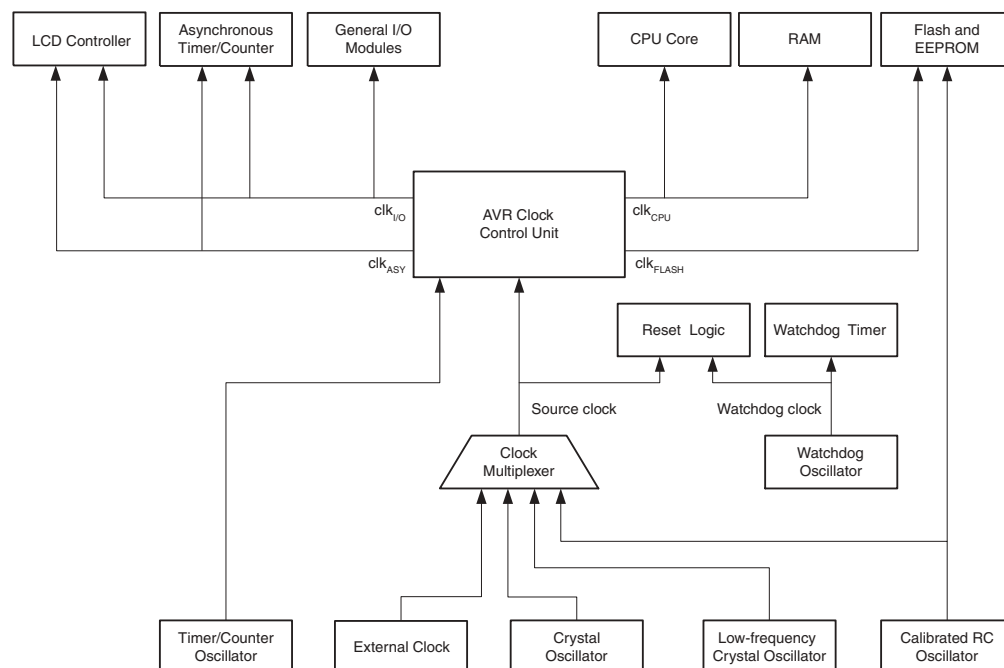 LCD Controller
Asynchronous
Timer/Counter
General I/O
Modules
CPU Core
RAM
Flash and
EEPROM
clkI/O
AVR Clock
Control Unit
clkCPU
clkASY
clkFLASH
Reset Logic
Watchdog Timer
Source clock
Watchdog clock
Clock
Multiplexer
Watchdog
Oscillator
Timer/Counter
Oscillator
External Clock
Crystal
Oscillator
Low-frequency
Crystal Oscillator
Calibrated RC
Oscillator